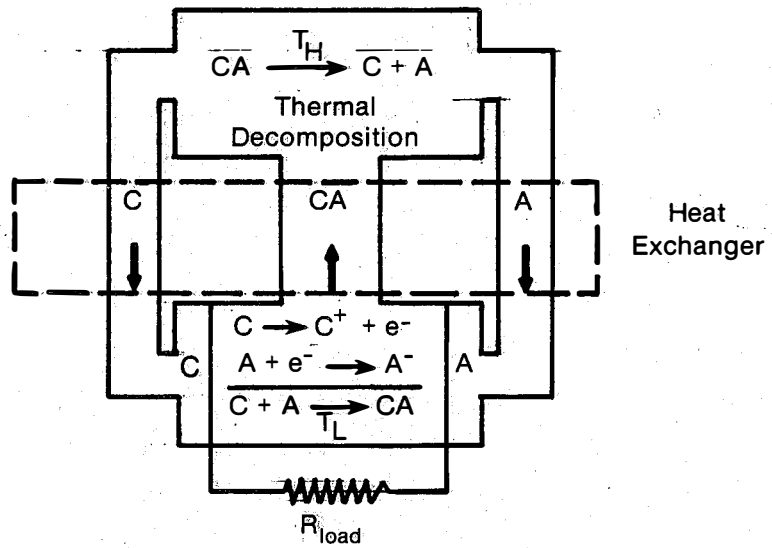 T_H
CA → C + A
Thermal
Decomposition
C CA A
Heat
Exchanger
C → C⁺ + e⁻
C A + e⁻ → A⁻ A
C + A → CA
T_L
R_load